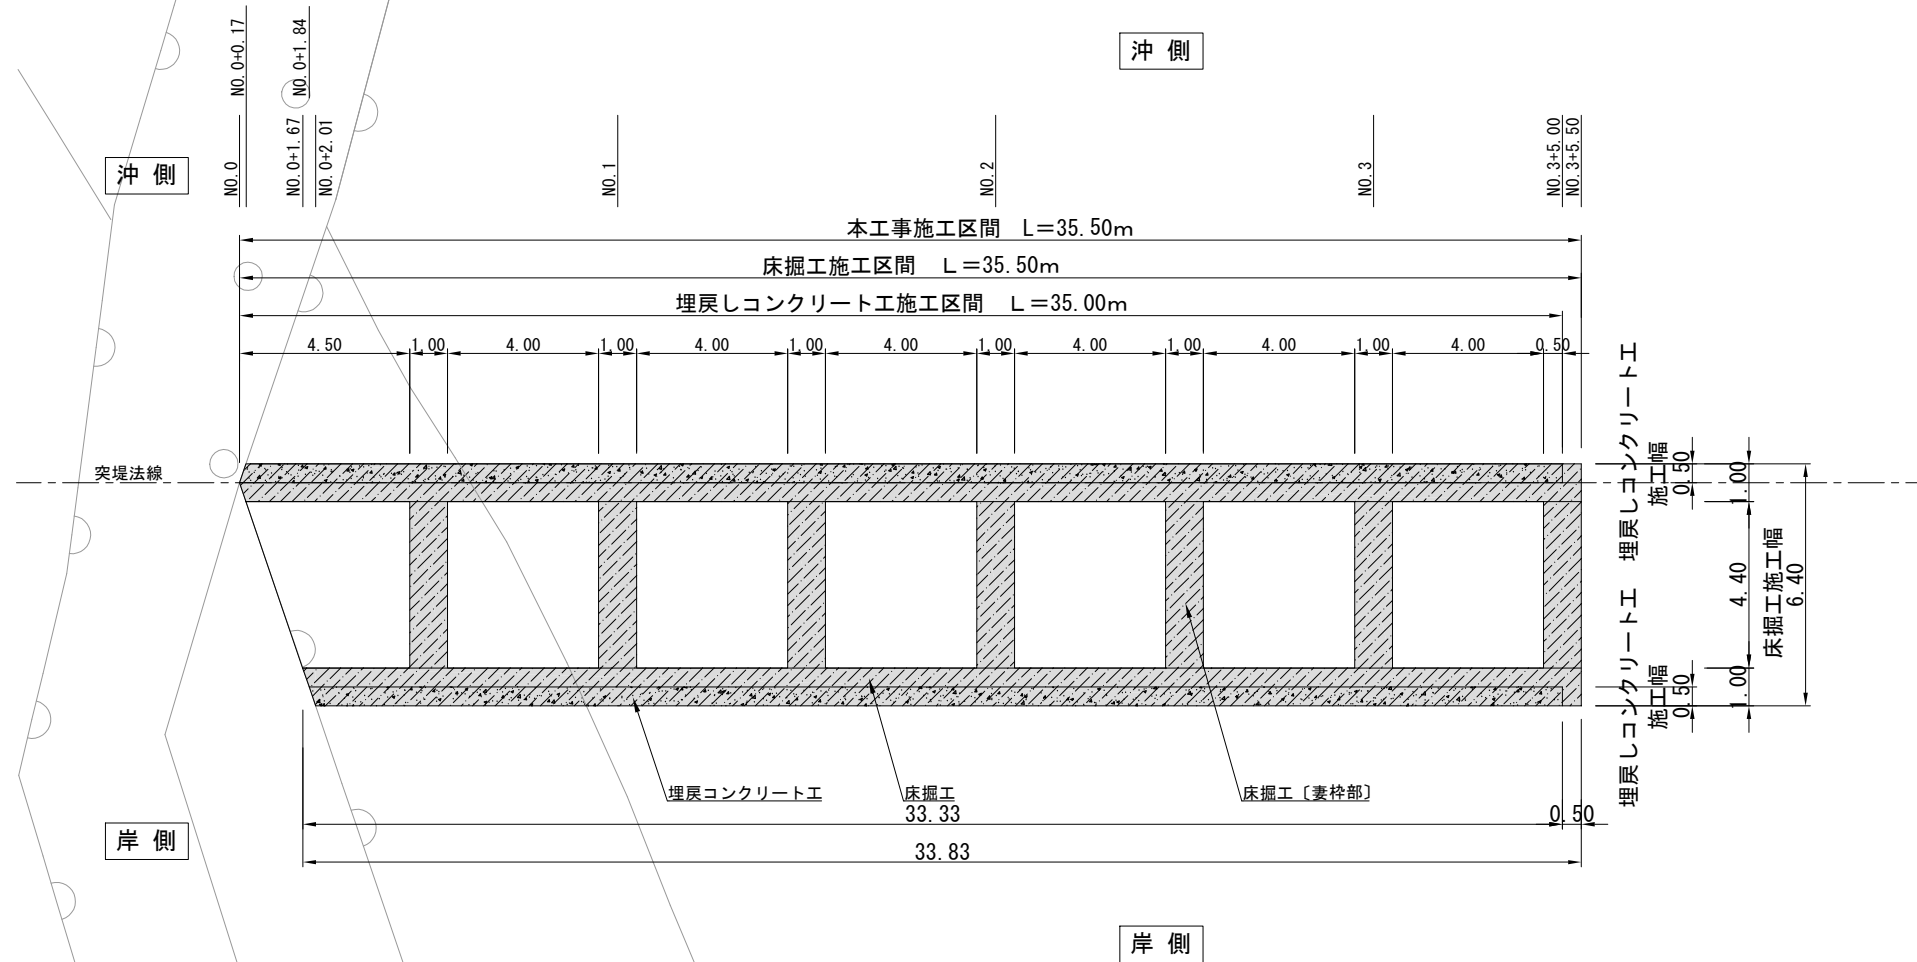 沖 側
沖 側
NO.0
NO.0+0.17
NO.0+1.67
NO.0+1.84
NO.0+2.01
NO.1
NO.2
NO.3
NO.3+5.00
NO.3+5.50
本工事施工区間 L=35.50m
床掘工施工区間 L=35.50m
埋戻しコンクリート工施工区間 L=35.00m
4.50 1.00 4.00 1.00 4.00 1.00 4.00 1.00 4.00 1.00 4.00 1.00 4.00 0.50
突堤法線
埋戻しコンクリート工
施工幅
0.50
1.00
4.40
床掘工施工幅
6.40
埋戻しコンクリート工
施工幅
0.50
1.00
埋戻コンクリート工
床掘工
床掘工〔妻枠部〕
33.33
0.50
33.83
岸 側
岸 側